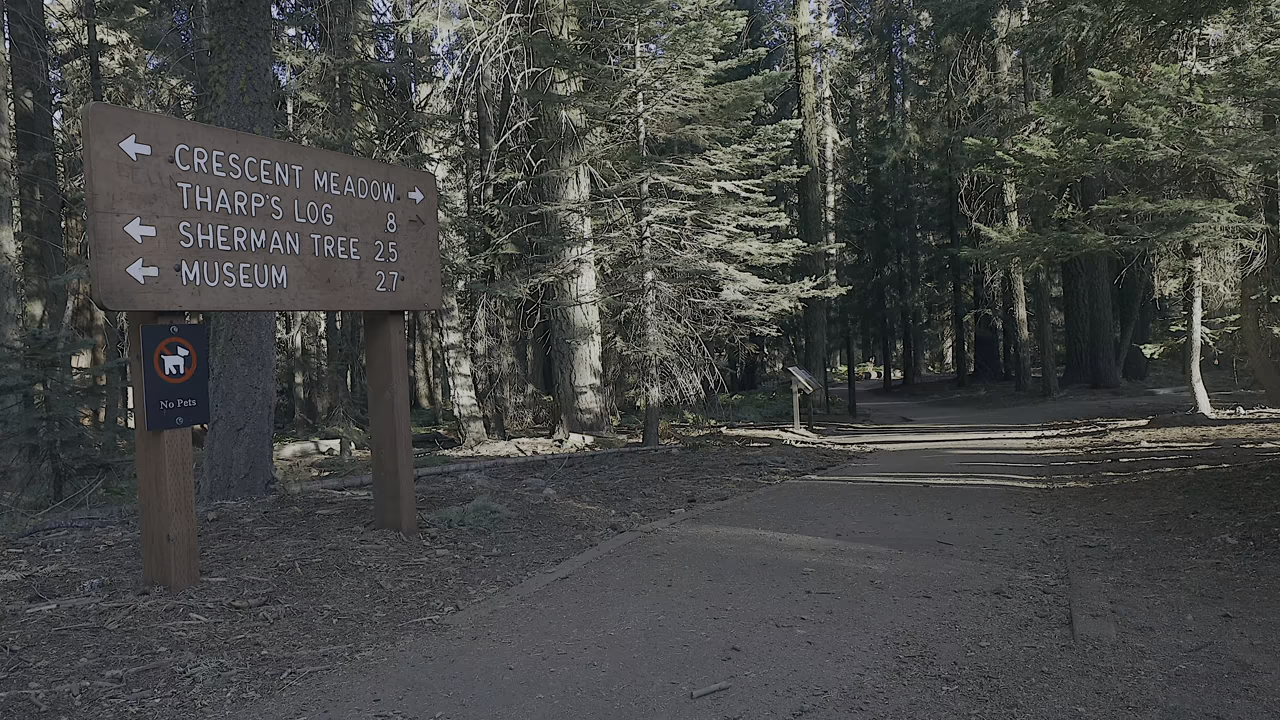 ← CRESCENT MEADOW →
THARP'S LOG .8
← SHERMAN TREE 2.5
← MUSEUM 2.7
No Pets